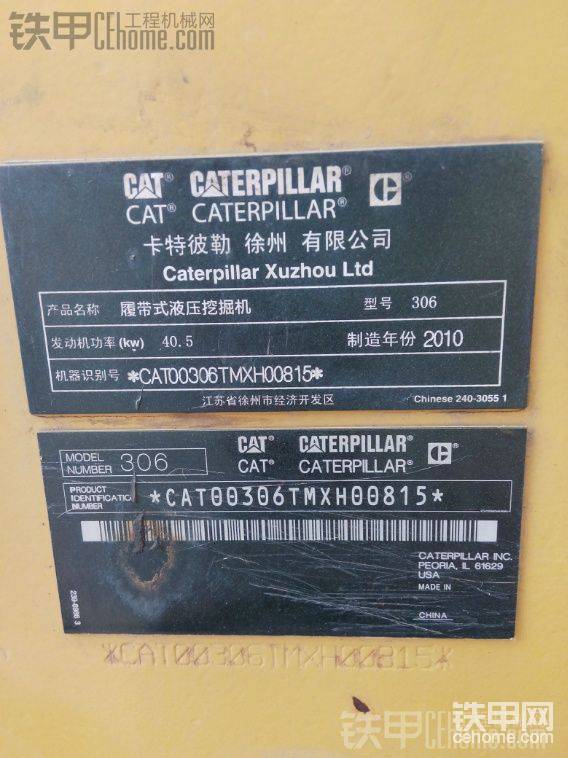 铁甲 工程机械网
CEhome.com
CAT® CATERPILLAR® C®
CAT® CATERPILLAR®
卡特彼勒 徐州 有限公司
Caterpillar Xuzhou Ltd
产品名称 履带式液压挖掘机 型号 306
发动机功率(kw) 40.5 制造年份 2010
机器识别号 *CAT00306TMXH00815*
江苏省徐州市经济开发区 Chinese 240-3055 1
MODEL NUMBER 306
CAT® CATERPILLAR® C®
CAT® CATERPILLAR®
PRODUCT IDENTIFICATION NUMBER *CAT00306TMXH00815*
CATERPILLAR INC.
PEORIA, IL 61629
USA
MADE IN
CHINA
*CAT00306TMXH00815*
铁甲 CEhome.com
铁甲网
cehome.com